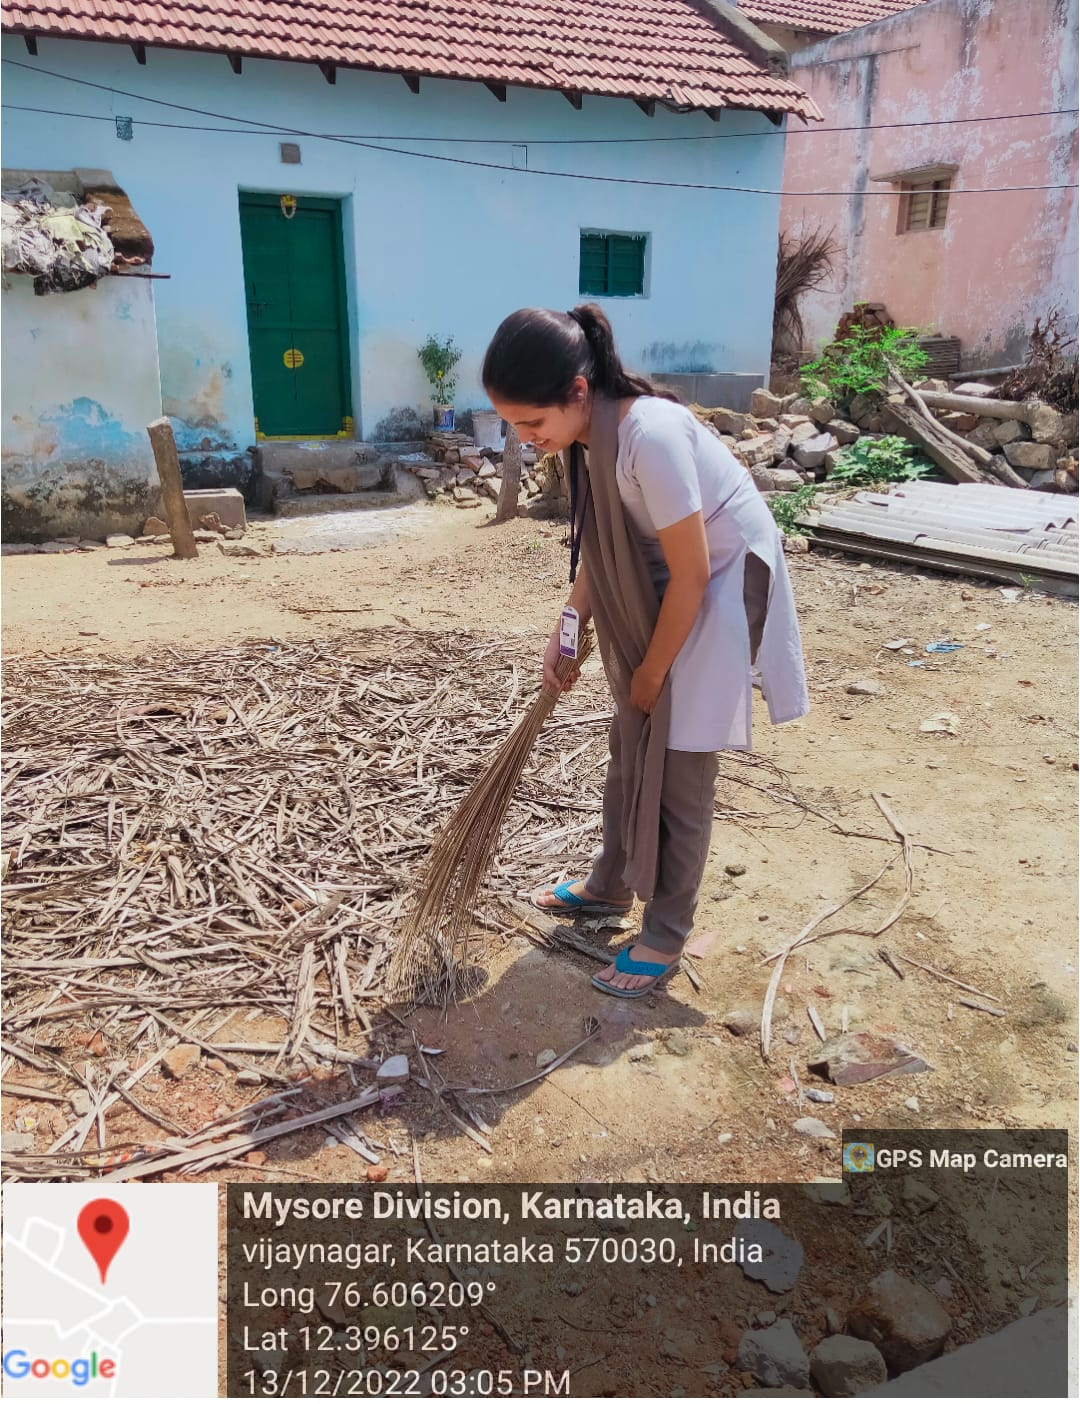 GPS Map Camera
Mysore Division, Karnataka, India
vijaynagar, Karnataka 570030, India
Long 76.606209°
Lat 12.396125°
13/12/2022 03:05 PM
Google